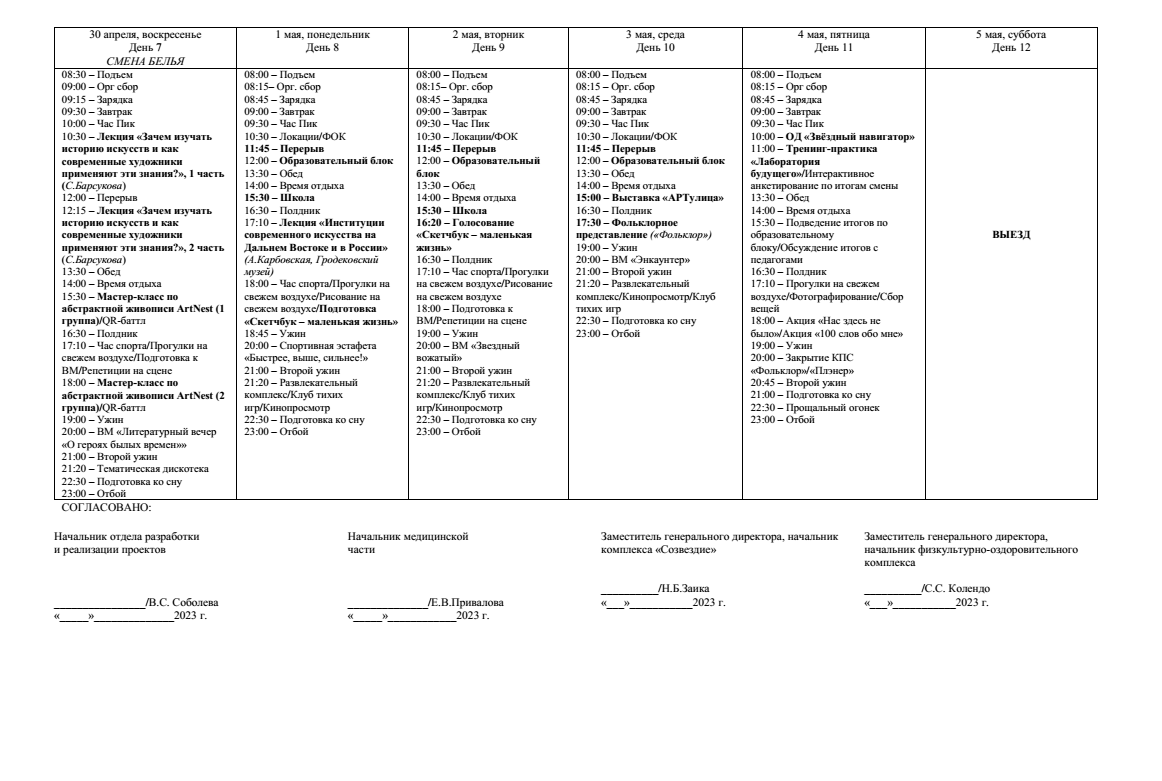 30 апреля, воскресенье
День 7
СМЕНА БЕЛЬЯ
1 мая, понедельник
День 8
2 мая, вторник
День 9
3 мая, среда
День 10
4 мая, пятница
День 11
5 мая, суббота
День 12
08:30 – Подъем
09:00 – Орг сбор
09:15 – Зарядка
09:30 – Завтрак
10:00 – Час Пик
10:30 – Лекция «Зачем изучать
историю искусств и как
современные художники
применяют эти знания?», 1 часть
(С.Барсукова)
12:00 – Перерыв
12:15 – Лекция «Зачем изучать
историю искусств и как
современные художники
применяют эти знания?», 2 часть
(С.Барсукова)
13:30 – Обед
14:00 – Время отдыха
15:30 – Мастер-класс по
абстрактной живописи ArtNest (1
группа)/QR-баттл
16:30 – Полдник
17:10 – Час спорта/Прогулки на
свежем воздухе/Подготовка к
ВМ/Репетиции на сцене
18:00 – Мастер-класс по
абстрактной живописи ArtNest (2
группа)/QR-баттл
19:00 – Ужин
20:00 – ВМ «Литературный вечер
«О героях былых времен»»
21:00 – Второй ужин
21:20 – Тематическая дискотека
22:30 – Подготовка ко сну
23:00 – Отбой
08:00 – Подъем
08:15– Орг. сбор
08:45 – Зарядка
09:00 – Завтрак
09:30 – Час Пик
10:30 – Локации/ФОК
11:45 – Перерыв
12:00 – Образовательный блок
13:30 – Обед
14:00 – Время отдыха
15:30 – Школа
16:30 – Полдник
17:10 – Лекция «Институции
современного искусства на
Дальнем Востоке и в России»
(А.Карбовская, Гродековский
музей)
18:00 – Час спорта/Прогулки на
свежем воздухе/Рисование на
свежем воздухе/Подготовка
«Скетчбук – маленькая жизнь»
18:45 – Ужин
20:00 – Спортивная эстафета
«Быстрее, выше, сильнее!»
21:00 – Второй ужин
21:20 – Развлекательный
комплекс/Клуб тихих
игр/Кинопросмотр
22:30 – Подготовка ко сну
23:00 – Отбой
08:00 – Подъем
08:15– Орг. сбор
08:45 – Зарядка
09:00 – Завтрак
09:30 – Час Пик
10:30 – Локации/ФОК
11:45 – Перерыв
12:00 – Образовательный
блок
13:30 – Обед
14:00 – Время отдыха
15:30 – Школа
16:20 – Голосование
«Скетчбук – маленькая
жизнь»
16:30 – Полдник
17:10 – Час спорта/Прогулки
на свежем воздухе/Рисование
на свежем воздухе
18:00 – Подготовка к
ВМ/Репетиции на сцене
19:00 – Ужин
20:00 – ВМ «Звездный
вожатый»
21:00 – Второй ужин
21:20 – Развлекательный
комплекс/Клуб тихих
игр/Кинопросмотр
22:30 – Подготовка ко сну
23:00 – Отбой
08:00 – Подъем
08:15 – Орг. сбор
08:45 – Зарядка
09:00 – Завтрак
09:30 – Час Пик
10:30 – Локации/ФОК
11:45 – Перерыв
12:00 – Образовательный блок
13:30 – Обед
14:00 – Время отдыха
15:00 – Выставка «АРТулица»
16:30 – Полдник
17:30 – Фольклорное
представление («Фольклор»)
19:00 – Ужин
20:00 – ВМ «Энкаунтер»
21:00 – Второй ужин
21:20 – Развлекательный
комплекс/Кинопросмотр/Клуб
тихих игр
22:30 – Подготовка ко сну
23:00 – Отбой
08:00 – Подъем
08:15 – Орг сбор
08:45 – Зарядка
09:00 – Завтрак
09:30 – Час Пик
10:00 – ОД «Звёздный навигатор»
11:00 – Тренинг-практика
«Лаборатория
будущего»/Интерактивное
анкетирование по итогам смены
13:30 – Обед
14:00 – Время отдыха
15:30 – Подведение итогов по
образовательному
блоку/Обсуждение итогов с
педагогами
16:30 – Полдник
17:10 – Прогулки на свежем
воздухе/Фотографирование/Сбор
вещей
18:00 – Акция «Нас здесь не
было»/Акция «100 слов обо мне»
19:00 – Ужин
20:00 – Закрытие КПС
«Фольклор»/«Плэнер»
20:45 – Второй ужин
21:00 – Подготовка ко сну
22:30 – Прощальный огонек
23:00 – Отбой
ВЫЕЗД
СОГЛАСОВАНО:
Начальник отдела разработки
и реализации проектов
________________/В.С. Соболева
«_____»______________2023 г.
Начальник медицинской
части
______________/Е.В.Привалова
«_____»____________2023 г.
Заместитель генерального директора, начальник
комплекса «Созвездие»
__________/Н.Б.Заика
«___»___________2023 г.
Заместитель генерального директора,
начальник физкультурно-оздоровительного
комплекса
__________/С.С. Колендо
«___»___________2023 г.